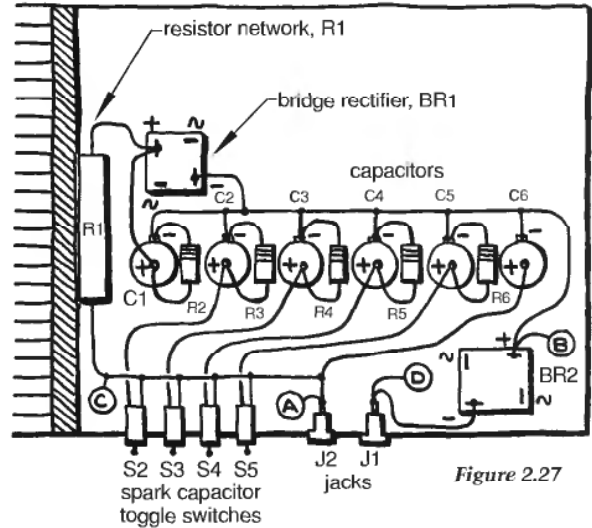 resistor network, R1
+ ~
bridge rectifier, BR1
+ -
- +
-
~
capacitors
C2 C3 C4 C5 C6
R1
- - - - - - - - - - -
+ + + + + +
C1
R2 R3 R4 R5 R6
+ B
~
BR2
C A D
- ~
S2 S3 S4 S5 J2 J1
spark capacitor
toggle switches
jacks
Figure 2.27